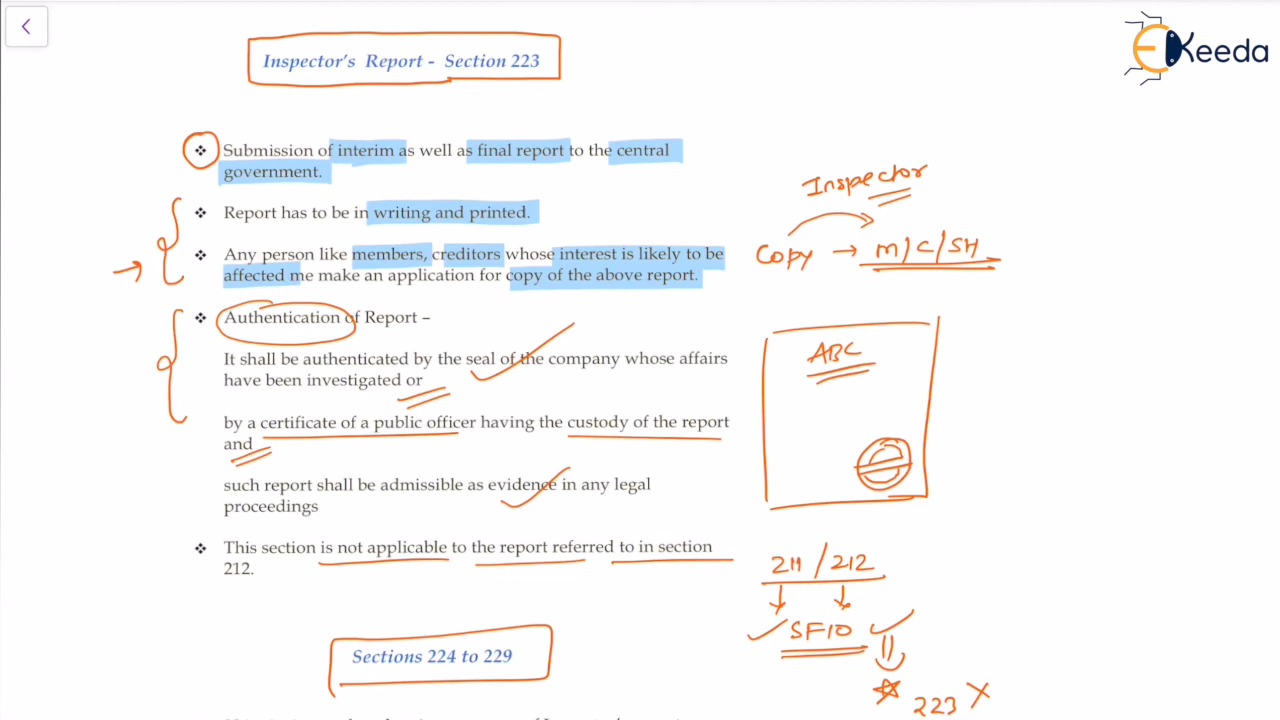 Inspector's Report - Section 223
EKeeda
❖ Submission of interim as well as final report to the central
government.
❖ Report has to be in writing and printed.
❖ Any person like members, creditors whose interest is likely to be
affected me make an application for copy of the above report.
❖ Authentication of Report –
It shall be authenticated by the seal of the company whose affairs
have been investigated or
by a certificate of a public officer having the custody of the report
and
such report shall be admissible as evidence in any legal
proceedings
❖ This section is not applicable to the report referred to in section
212.
Inspector
Copy → M/C/SH
ABC
211 / 212
SFIO
223 X
Sections 224 to 229